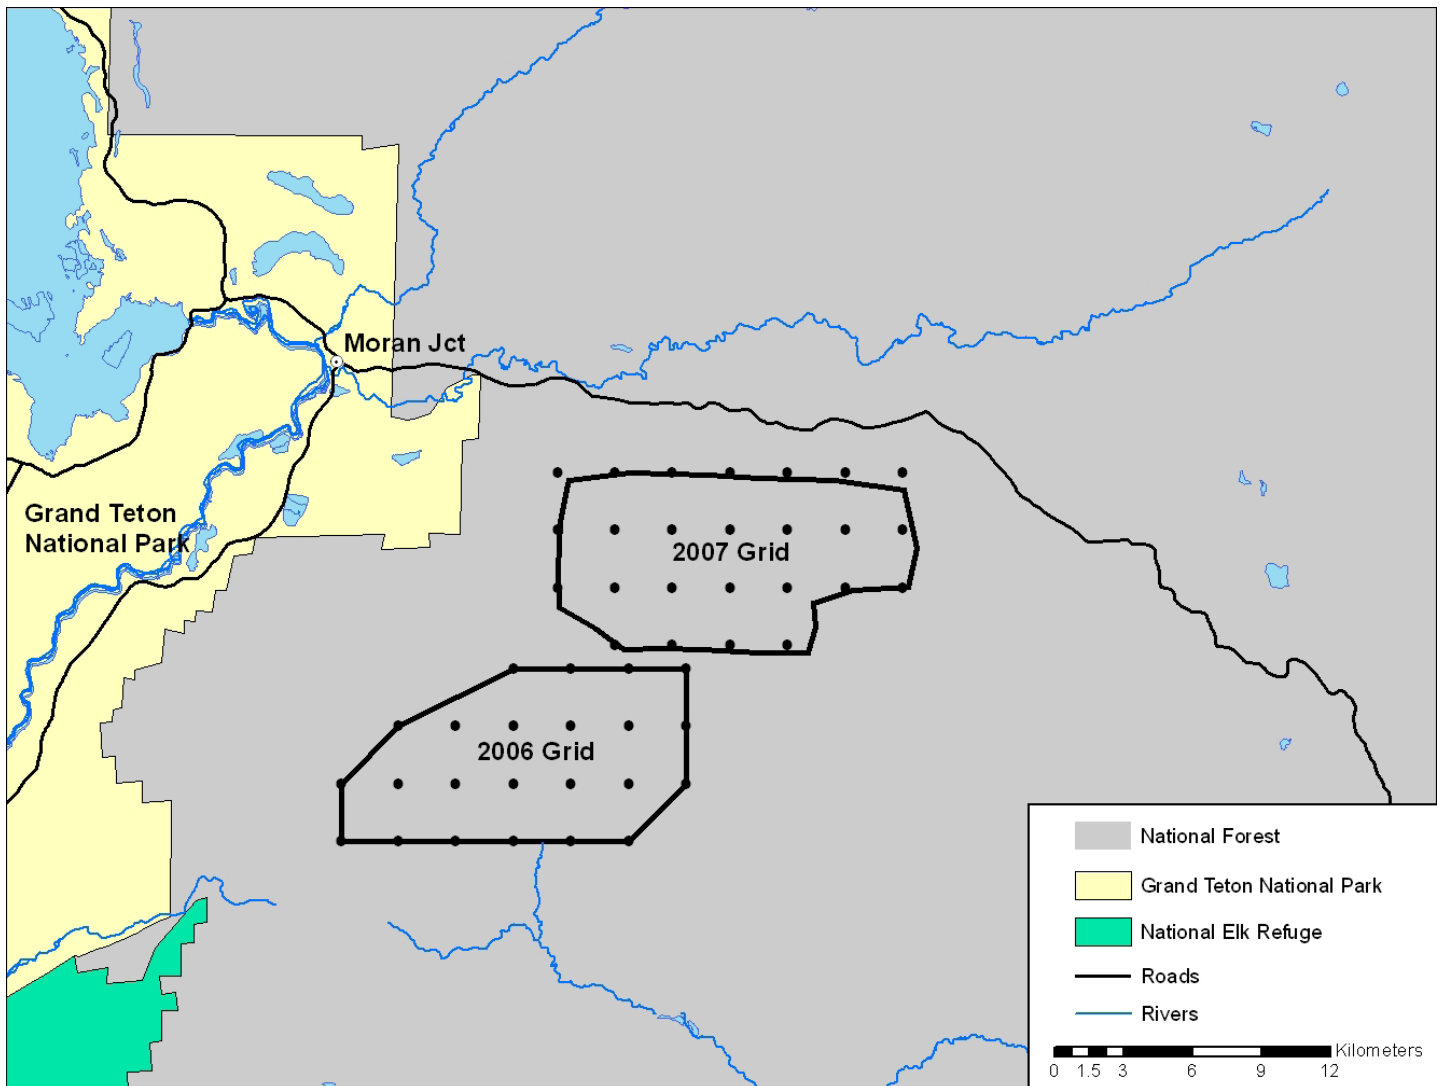 Moran Jct
Grand Teton
National Park
2007 Grid
2006 Grid
National Forest
Grand Teton National Park
National Elk Refuge
Roads
Rivers
Kilometers
0 1.5 3 6 9 12